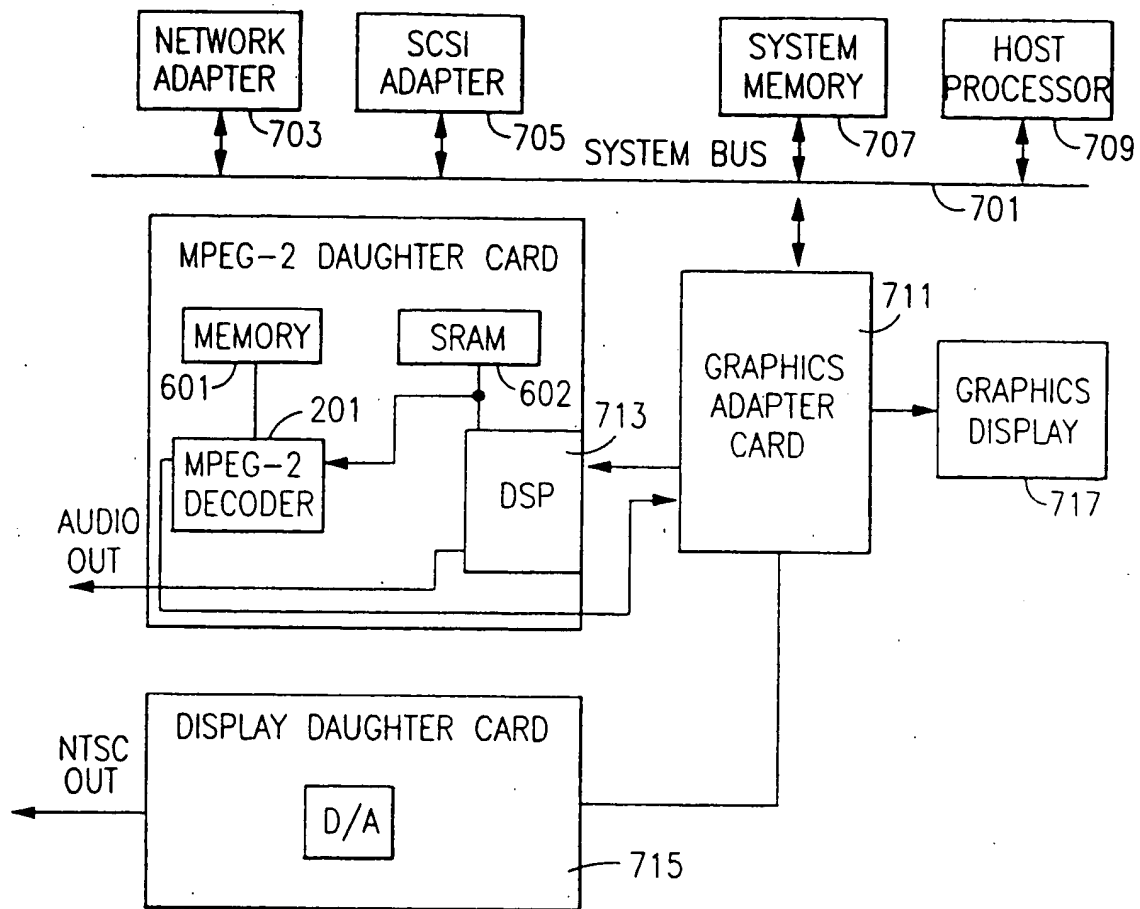 NETWORK
ADAPTER
703
SCSI
ADAPTER
705
SYSTEM
MEMORY
707
HOST
PROCESSOR
709
SYSTEM BUS
701
MPEG-2 DAUGHTER CARD
MEMORY
601
SRAM
602
201
MPEG-2
DECODER
713
DSP
AUDIO
OUT
711
GRAPHICS
ADAPTER
CARD
GRAPHICS
DISPLAY
717
DISPLAY DAUGHTER CARD
NTSC
OUT
D/A
715